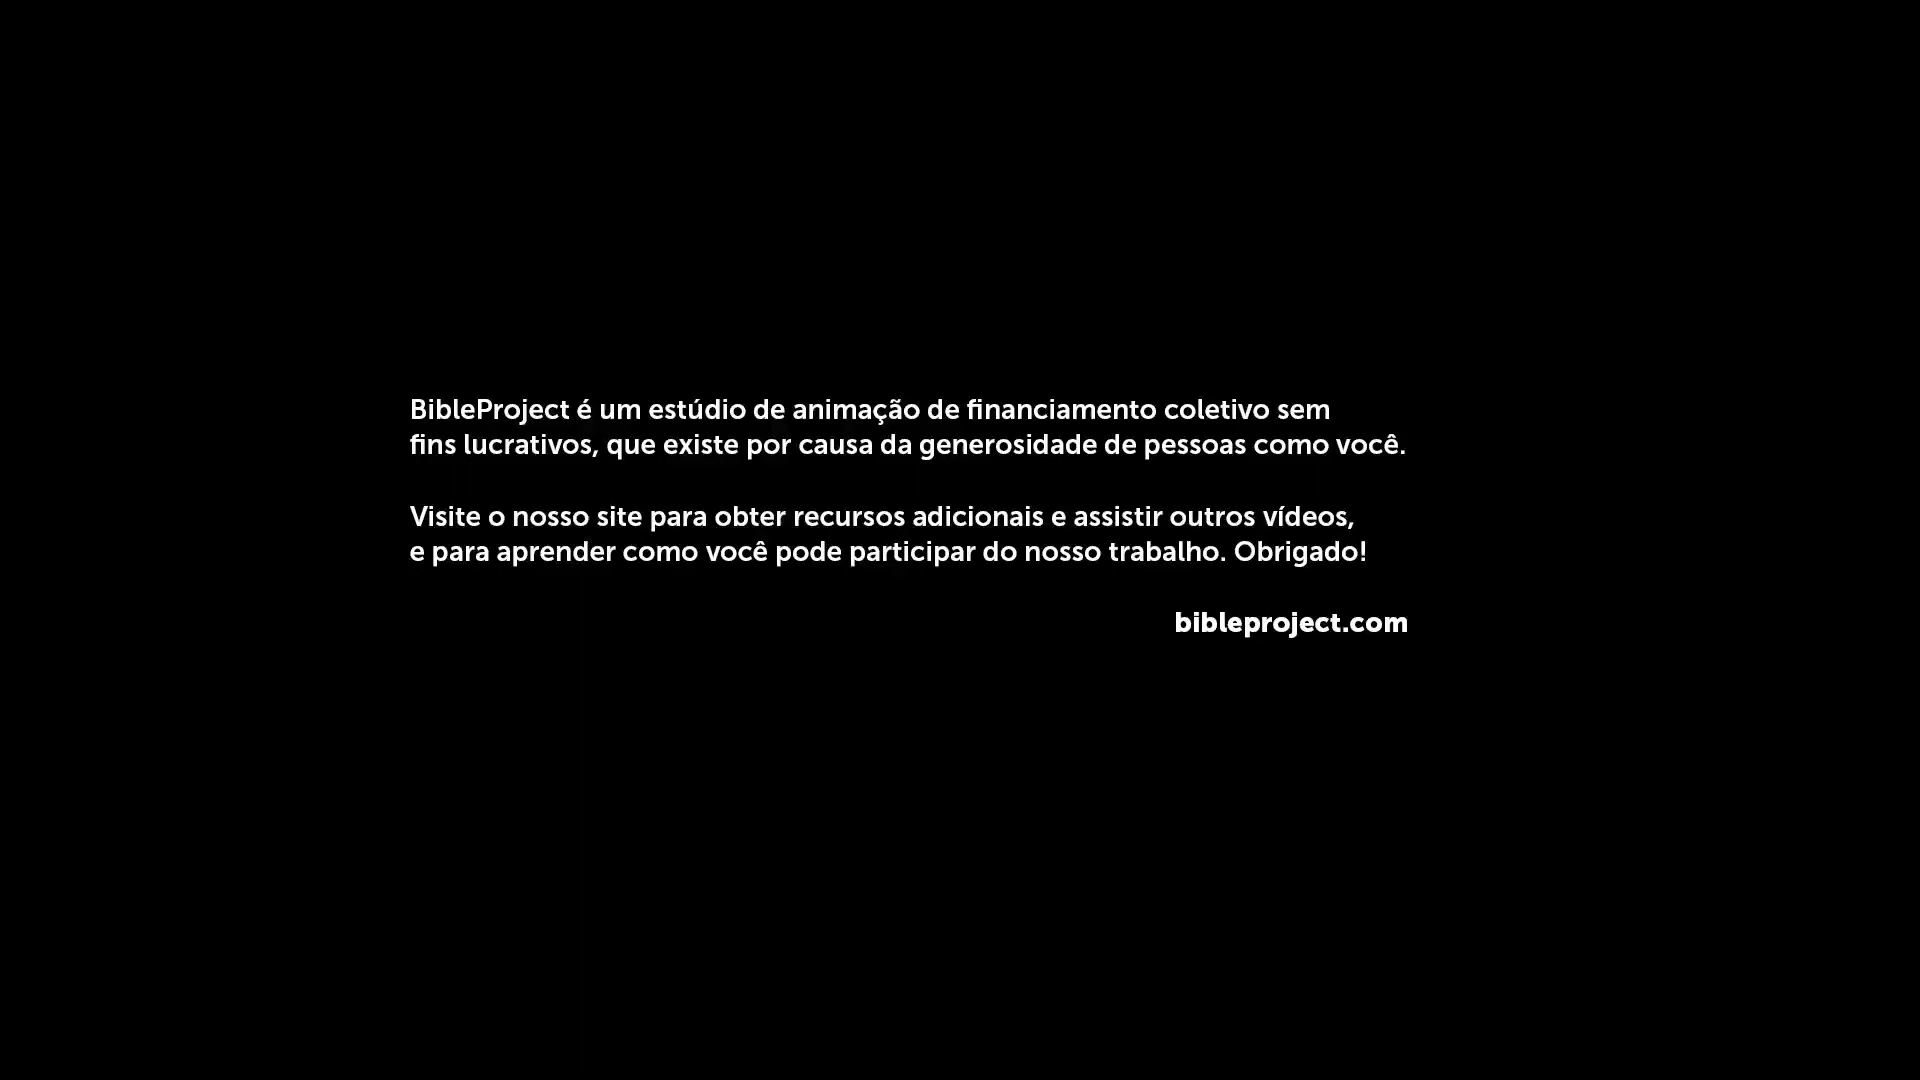 BibleProject é um estúdio de animação de financiamento coletivo sem
fins lucrativos, que existe por causa da generosidade de pessoas como você.
Visite o nosso site para obter recursos adicionais e assistir outros vídeos,
e para aprender como você pode participar do nosso trabalho. Obrigado!
bibleproject.com